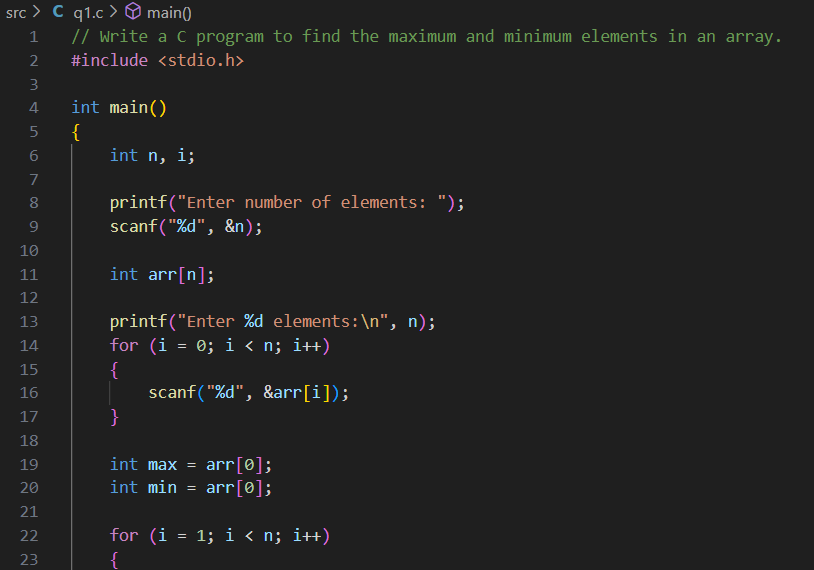 src > C q1.c > main()
1 // Write a C program to find the maximum and minimum elements in an array.
2 #include <stdio.h>
3
4 int main()
5 {
6     int n, i;
7
8     printf("Enter number of elements: ");
9     scanf("%d", &n);
10
11     int arr[n];
12
13     printf("Enter %d elements:\n", n);
14     for (i = 0; i < n; i++)
15     {
16         scanf("%d", &arr[i]);
17     }
18
19     int max = arr[0];
20     int min = arr[0];
21
22     for (i = 1; i < n; i++)
23     {